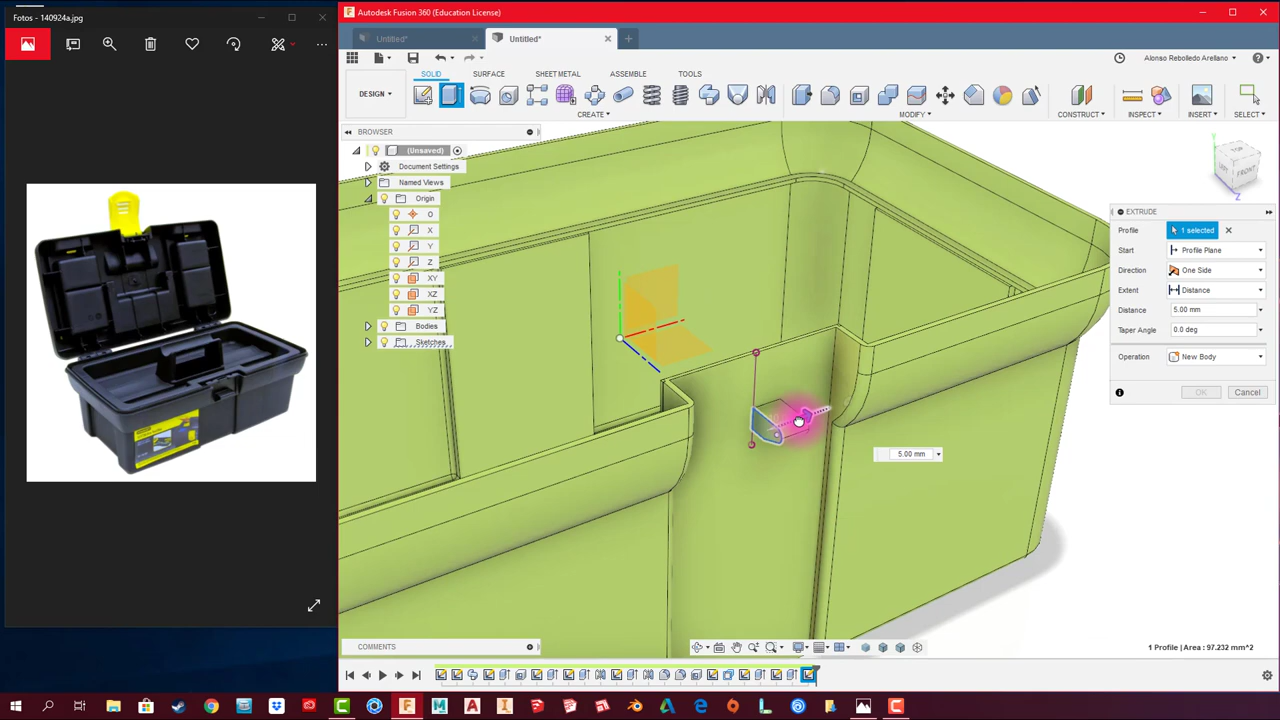 Fotos - 140924a.jpg
Autodesk Fusion 360 (Education License)
Untitled*
Untitled*
Alonso Rebolledo Arellano
DESIGN
SOLID
SURFACE
SHEET METAL
ASSEMBLE
TOOLS
CREATE
MODIFY
CONSTRUCT
INSPECT
INSERT
SELECT
BROWSER
(Unsaved)
Document Settings
Named Views
Origin
O
X
Y
Z
XY
XZ
YZ
Bodies
Sketches
FRONT
Y
Z
EXTRUDE
Profile
1 selected
Start
Profile Plane
Direction
One Side
Extent
Distance
Distance
5.00 mm
Taper Angle
0.0 deg
Operation
New Body
OK
Cancel
5.00 mm
COMMENTS
1 Profile | Area : 97.232 mm^2